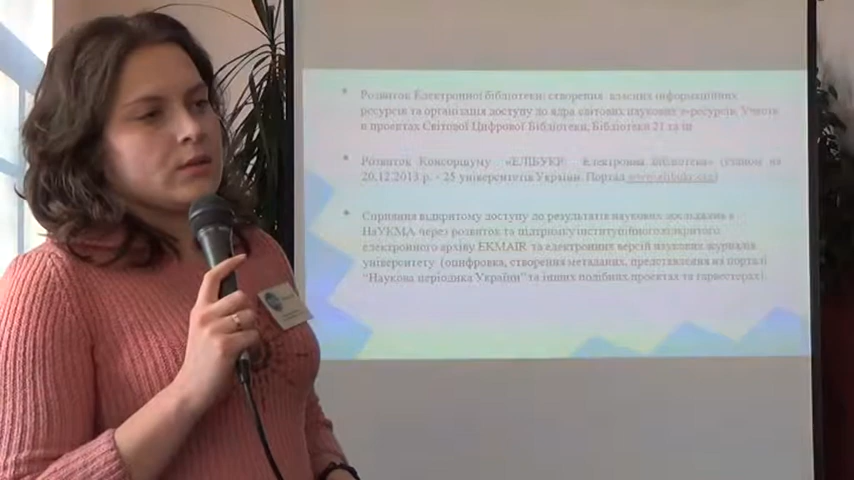 Розвиток Електронної бібліотеки: створення власних інформаційних
ресурсів та організація доступу до ядра світових наукових е-ресурсів. Участь
в проектах Світової Цифрової Бібліотеки, Бібліотека 21 та ін
Розвиток Консорціуму «ЕЛІБУКР - електронна бібліотека» (станом на
20.12.2013 р. - 25 університетів України. Портал www.elibukr.org)
Сприяння відкритому доступу до результатів наукових досліджень в
НаУКМА через розвиток та підтримку інституційного відкритого
електронного архіву EKMAIR та електронних версій наукових журналів
університету (оцифровка, створення метаданих, представлення на порталі
"Наукова періодика України" та інших подібних проектах та гарвестерах).